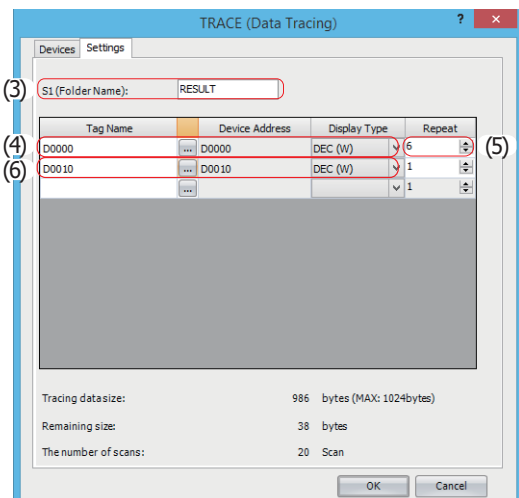 TRACE (Data Tracing)
?
×
Devices Settings
(3) S1 (Folder Name): RESULT
Tag Name Device Address Display Type Repeat
(4) D0000 ... D0000 DEC (W) 6 (5)
(6) D0010 ... D0010 DEC (W) 1
... 1
Tracing data size: 986 bytes (MAX: 1024bytes)
Remaining size: 38 bytes
The number of scans: 20 Scan
OK Cancel